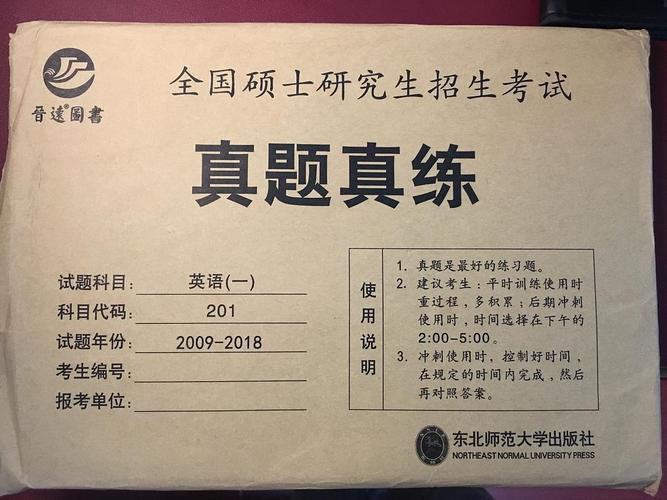 晋远®圖書
全国硕士研究生招生考试
真题真练
试题科目: 英语(一)
科目代码: 201
试题年份: 2009-2018
考生编号:
报考单位:
使用说明
1. 真题是最好的练习题。
2. 建议考生：平时训练使用时
重过程，多积累；后期冲刺
使用时，时间选择在下午的
2:00-5:00。
3. 冲刺使用时，控制好时间，
在规定的时间内完成，然后
再对照答案。
东北师范大学出版社
NORTHEAST NORMAL UNIVERSITY PRESS